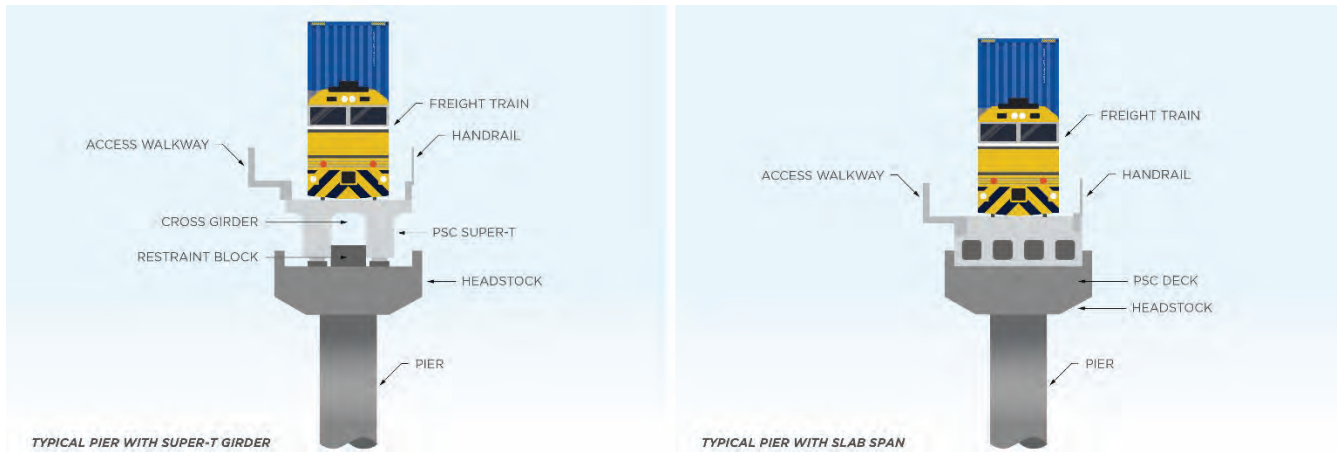 FREIGHT TRAIN
HANDRAIL
ACCESS WALKWAY
CROSS GIRDER
PSC SUPER-T
RESTRAINT BLOCK
HEADSTOCK
PIER
TYPICAL PIER WITH SUPER-T GIRDER
FREIGHT TRAIN
ACCESS WALKWAY
HANDRAIL
PSC DECK
HEADSTOCK
PIER
TYPICAL PIER WITH SLAB SPAN